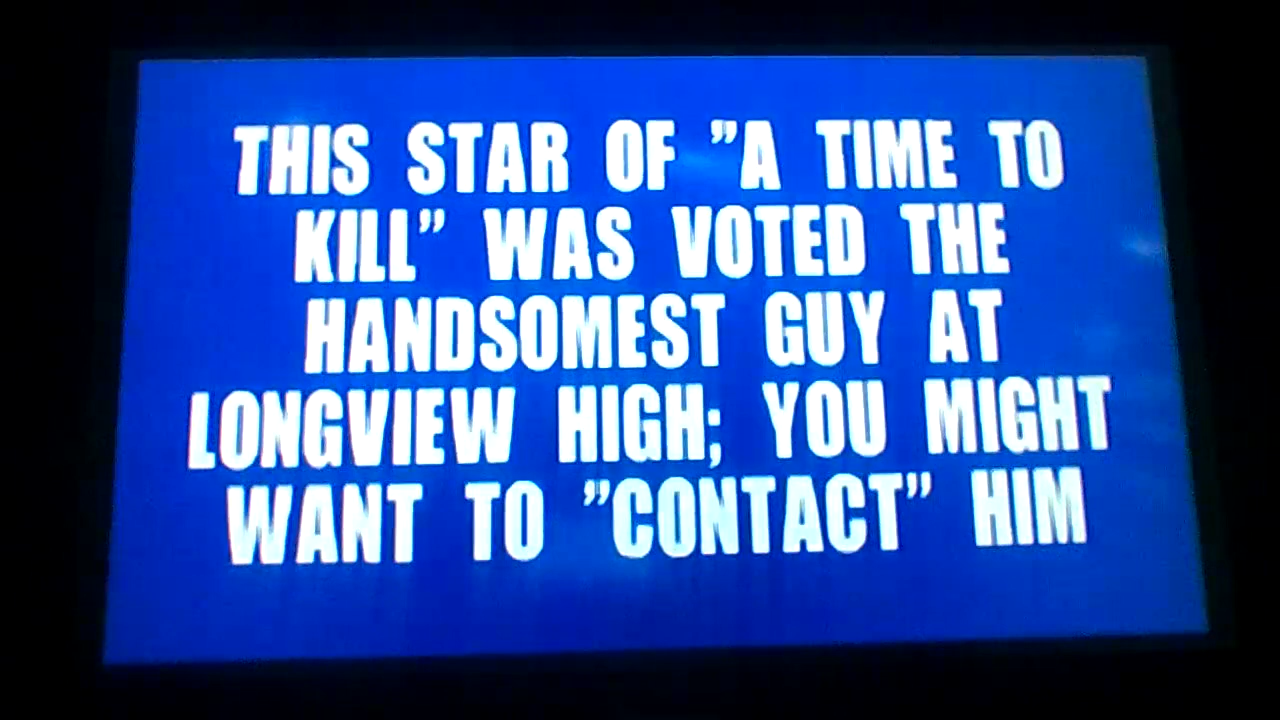 THIS STAR OF "A TIME TO
KILL" WAS VOTED THE
HANDSOMEST GUY AT
LONGVIEW HIGH; YOU MIGHT
WANT TO "CONTACT" HIM